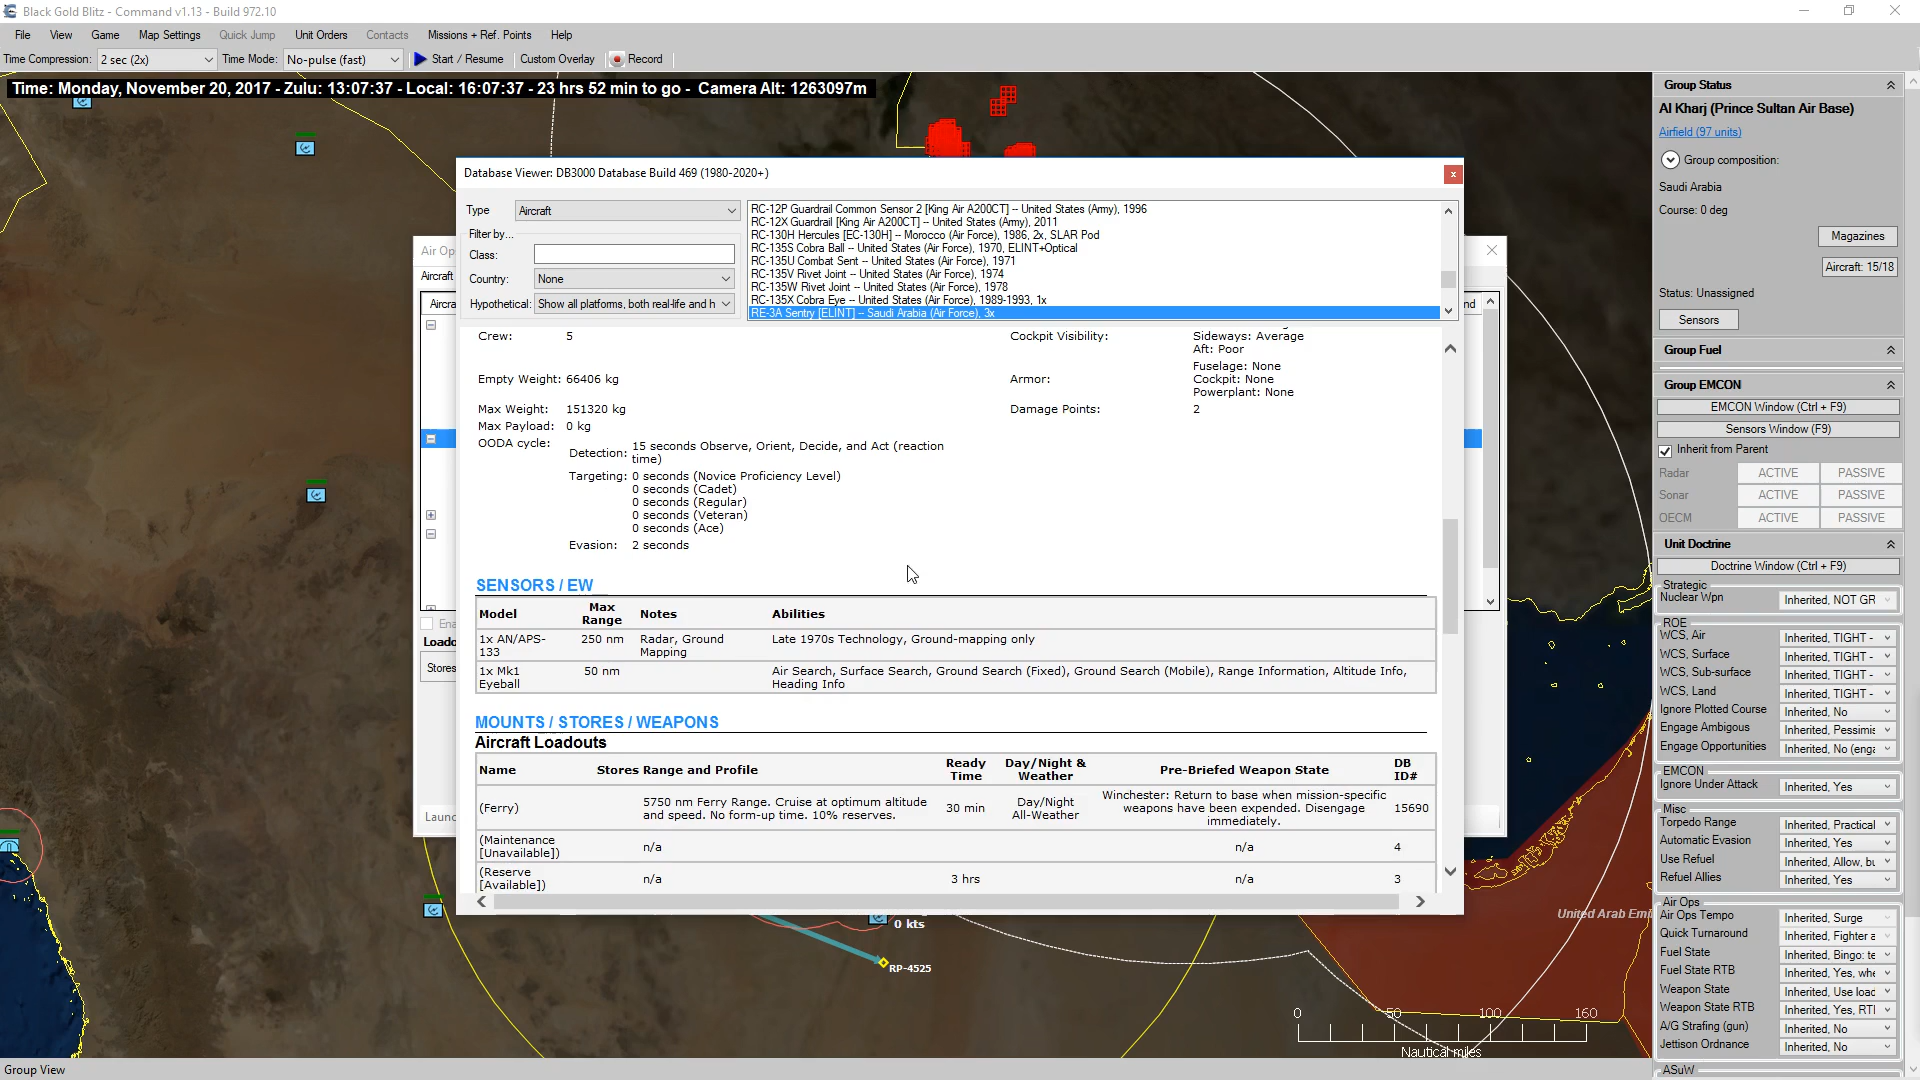 Black Gold Blitz - Command v1.13 - Build 972.10
File View Game Map Settings Quick Jump Unit Orders Contacts Missions + Ref. Points Help
Time Compression: 2 sec (2x) Time Mode: No-pulse (fast) Start / Resume Custom Overlay Record
Time: Monday, November 20, 2017 - Zulu: 13:07:37 - Local: 16:07:37 - 23 hrs 52 min to go - Camera Alt: 1263097m
Database Viewer: DB3000 Database Build 469 (1980-2020+)
x
Type Aircraft
Filter by...
Class:
Country: None
Hypothetical: Show all platforms, both real-life and h
RC-12P Guardrail Common Sensor 2 [King Air A200CT] -- United States (Army), 1996
RC-12X Guardrail [King Air A200CT] -- United States (Army), 2011
RC-130H Hercules [EC-130H] -- Morocco (Air Force), 1986, 2x, SLAR Pod
RC-135S Cobra Ball -- United States (Air Force), 1970, ELINT+Optical
RC-135U Combat Sent -- United States (Air Force), 1971
RC-135V Rivet Joint -- United States (Air Force), 1974
RC-135W Rivet Joint -- United States (Air Force), 1978
RC-135X Cobra Eye -- United States (Air Force), 1989-1993, 1x
RE-3A Sentry [ELINT] -- Saudi Arabia (Air Force), 3x
Air Op
Aircraft
Aircra
nd
Ena
Loado
Stores
Launc
Crew: 5
Cockpit Visibility:
Sideways: Average
Aft: Poor
Empty Weight: 66406 kg
Armor:
Fuselage: None
Cockpit: None
Powerplant: None
Max Weight: 151320 kg
Damage Points: 2
Max Payload: 0 kg
OODA cycle:
Detection: 15 seconds Observe, Orient, Decide, and Act (reaction
time)
Targeting: 0 seconds (Novice Proficiency Level)
0 seconds (Cadet)
0 seconds (Regular)
0 seconds (Veteran)
0 seconds (Ace)
Evasion: 2 seconds
SENSORS / EW
Model Max Range Notes Abilities
1x AN/APS-133 250 nm Radar, Ground Mapping Late 1970s Technology, Ground-mapping only
1x Mk1 Eyeball 50 nm Air Search, Surface Search, Ground Search (Fixed), Ground Search (Mobile), Range Information, Altitude Info,
Heading Info
MOUNTS / STORES / WEAPONS
Aircraft Loadouts
Name Stores Range and Profile Ready Time Day/Night & Weather Pre-Briefed Weapon State DB ID#
(Ferry) 5750 nm Ferry Range. Cruise at optimum altitude
and speed. No form-up time. 10% reserves.
30 min Day/Night All-Weather
Winchester: Return to base when mission-specific
weapons have been expended. Disengage
immediately.
15690
(Maintenance [Unavailable]) n/a n/a 4
(Reserve [Available]) n/a 3 hrs n/a 3
0 kts
RP-4525
United Arab Emi
0 50 100 160
Nautical miles
Group View
Group Status
Al Kharj (Prince Sultan Air Base)
Airfield (97 units)
Group composition:
Saudi Arabia
Course: 0 deg
Magazines
Aircraft: 15/18
Status: Unassigned
Sensors
Group Fuel
Group EMCON
EMCON Window (Ctrl + F9)
Sensors Window (F9)
Inherit from Parent
Radar ACTIVE PASSIVE
Sonar ACTIVE PASSIVE
OECM ACTIVE PASSIVE
Unit Doctrine
Doctrine Window (Ctrl + F9)
Strategic
Nuclear Wpn Inherited, NOT GR
ROE
WCS, Air Inherited, TIGHT -
WCS, Surface Inherited, TIGHT -
WCS, Sub-surface Inherited, TIGHT -
WCS, Land Inherited, TIGHT -
Ignore Plotted Course Inherited, No
Engage Ambiguous Inherited, Pessimis
Engage Opportunities Inherited, No (enga
EMCON
Ignore Under Attack Inherited, Yes
Misc
Torpedo Range Inherited, Practical
Automatic Evasion Inherited, Yes
Use Refuel Inherited, Allow, bu
Refuel Allies Inherited, Yes
Air Ops
Air Ops Tempo Inherited, Surge
Quick Turnaround Inherited, Fighter a
Fuel State Inherited, Bingo: te
Fuel State RTB Inherited, Yes, whe
Weapon State Inherited, Use load
Weapon State RTB Inherited, Yes, RTI
A/G Strafing (gun) Inherited, No
Jettison Ordnance Inherited, No
ASuW